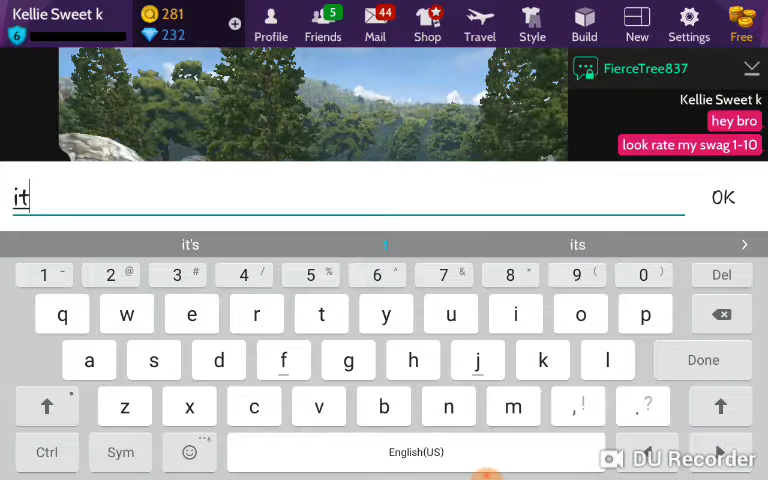 Kellie Sweet k
6
281
232
5
44
Profile
Friends
Mail
Shop
Travel
Style
Build
New
Settings
Free
FierceTree837
Kellie Sweet k
hey bro
look rate my swag 1-10
it
OK
it's
I
its
1 - 2 @ 3 # 4 / 5 % 6 ^ 7 & 8 * 9 ( 0 ) Del
q w e r t y u i o p
a s d f g h j k l Done
z x c v b n m , ! . ?
Ctrl Sym English(US)
DU Recorder